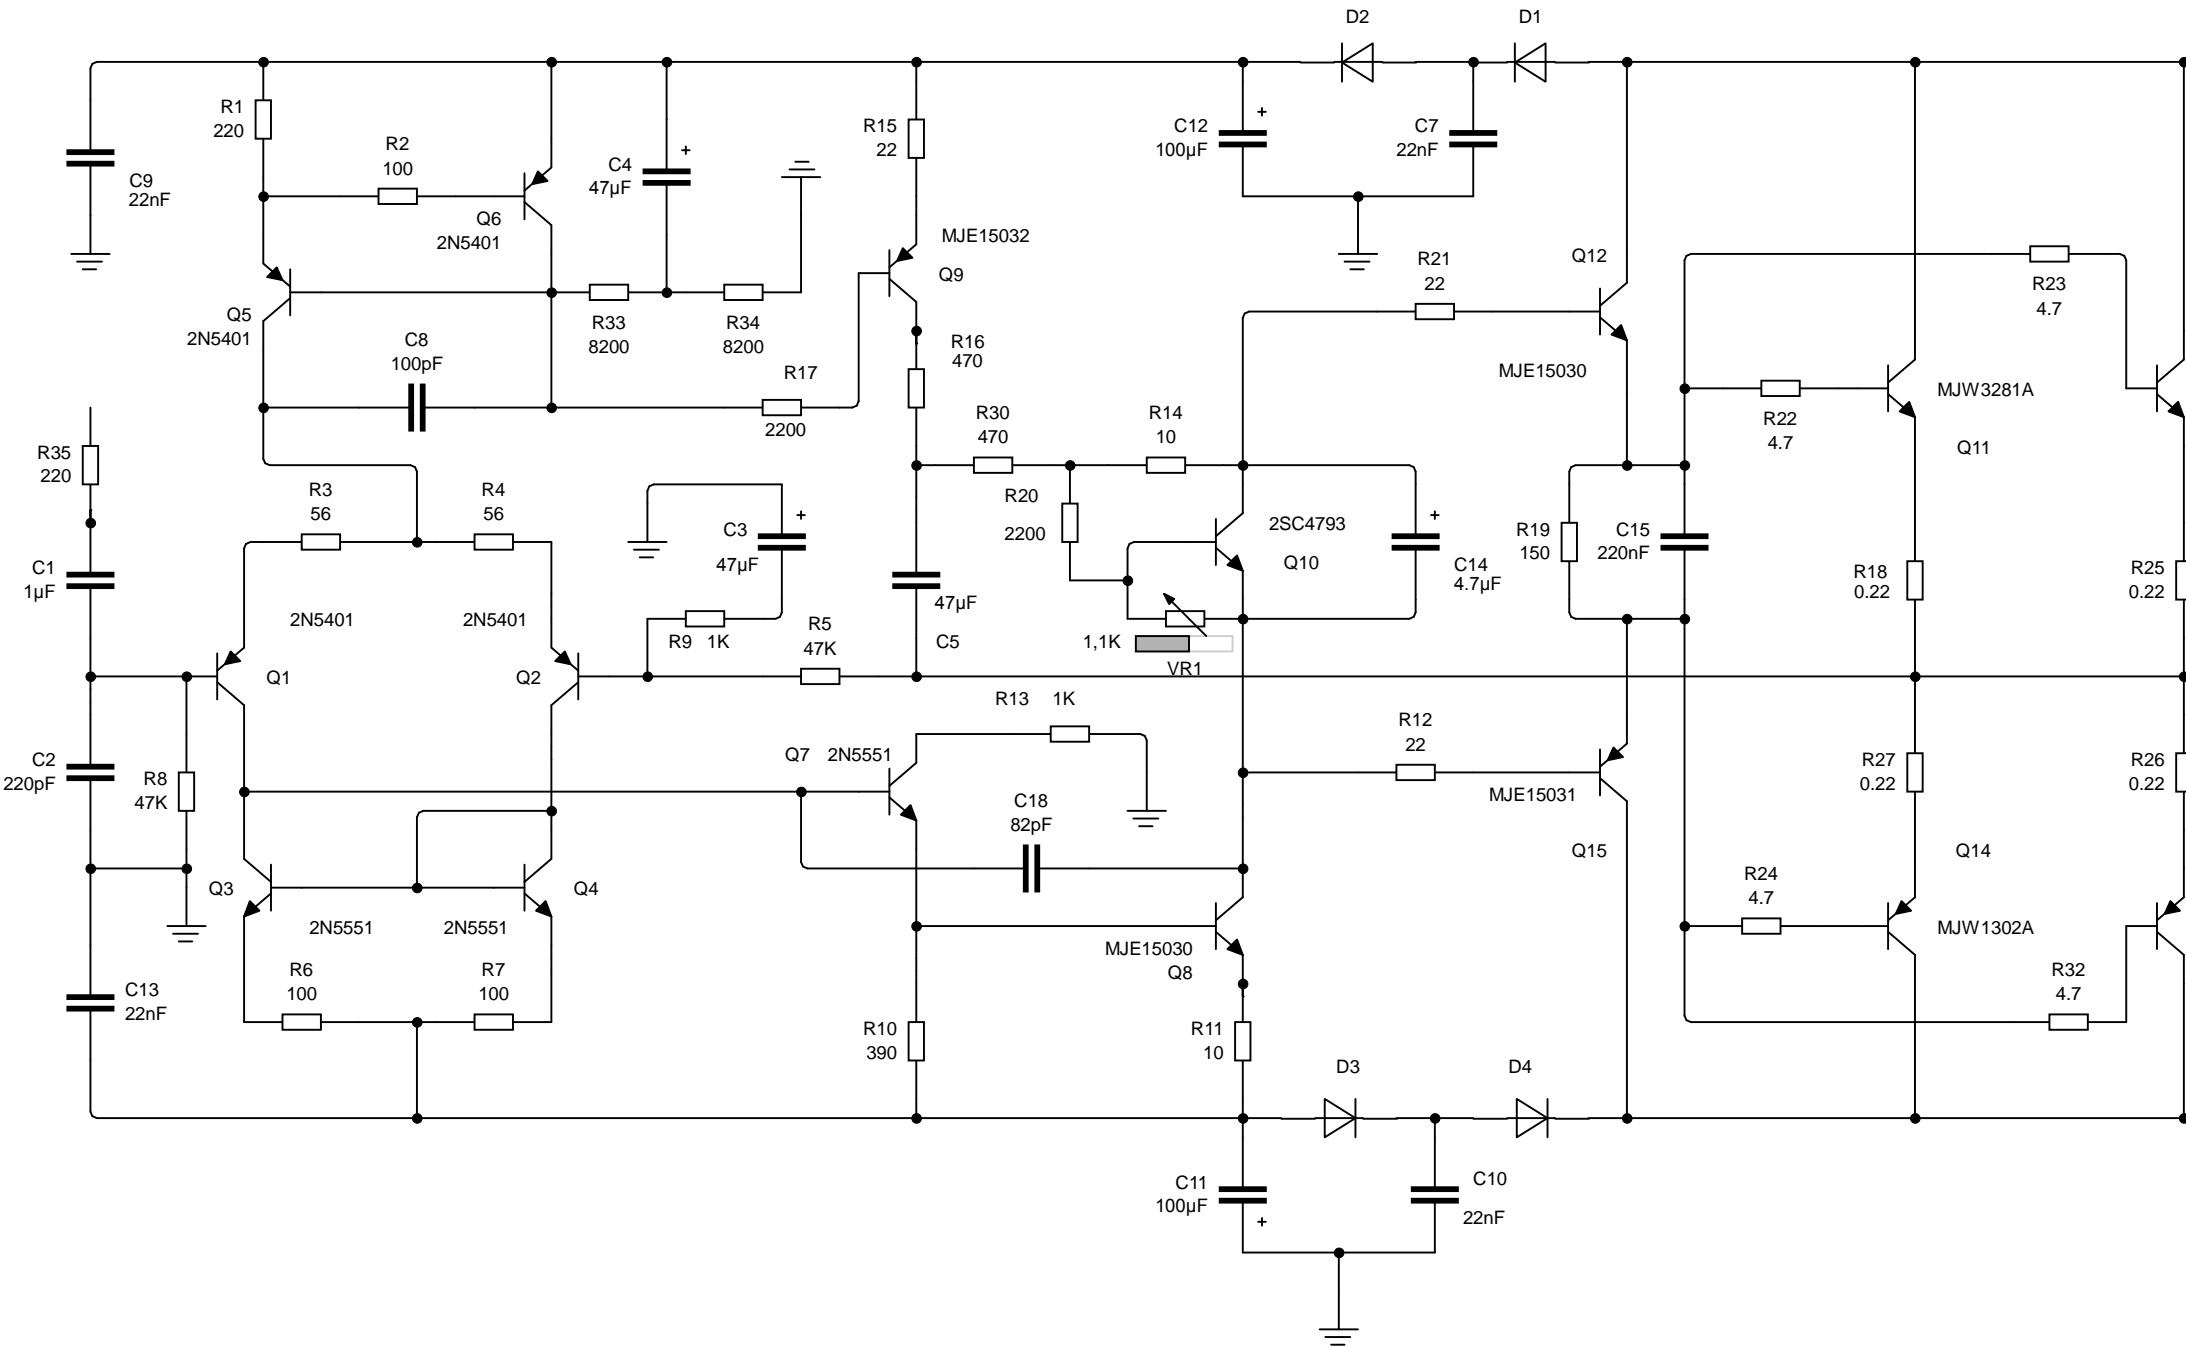 D2
D1
R1
220
R2
100
C9
22nF
Q6
2N5401
C4
47µF
+
R15
22
C12
100µF
+
C7
22nF
MJE15032
Q9
Q5
2N5401
C8
100pF
R33
8200
R34
8200
R17
2200
R16
470
R21
22
Q12
MJE15030
R23
4.7
R22
4.7
MJW3281A
Q11
R35
220
R3
56
R4
56
R30
470
R14
10
R20
2200
C3
47µF
+
2SC4793
Q10
C14
4.7µF
+
R19
150
C15
220nF
C1
1µF
2N5401
2N5401
47µF
C5
R18
0.22
R25
0.22
R9 1K
R5
47K
1,1K
VR1
Q1
Q2
R13 1K
R12
22
C2
220pF
R8
47K
Q7 2N5551
C18
82pF
MJE15031
Q15
R27
0.22
R26
0.22
Q14
Q3
Q4
2N5551
2N5551
R24
4.7
MJW1302A
MJE15030
Q8
C13
22nF
R6
100
R7
100
R10
390
R11
10
R32
4.7
D3
D4
C11
100µF
+
C10
22nF